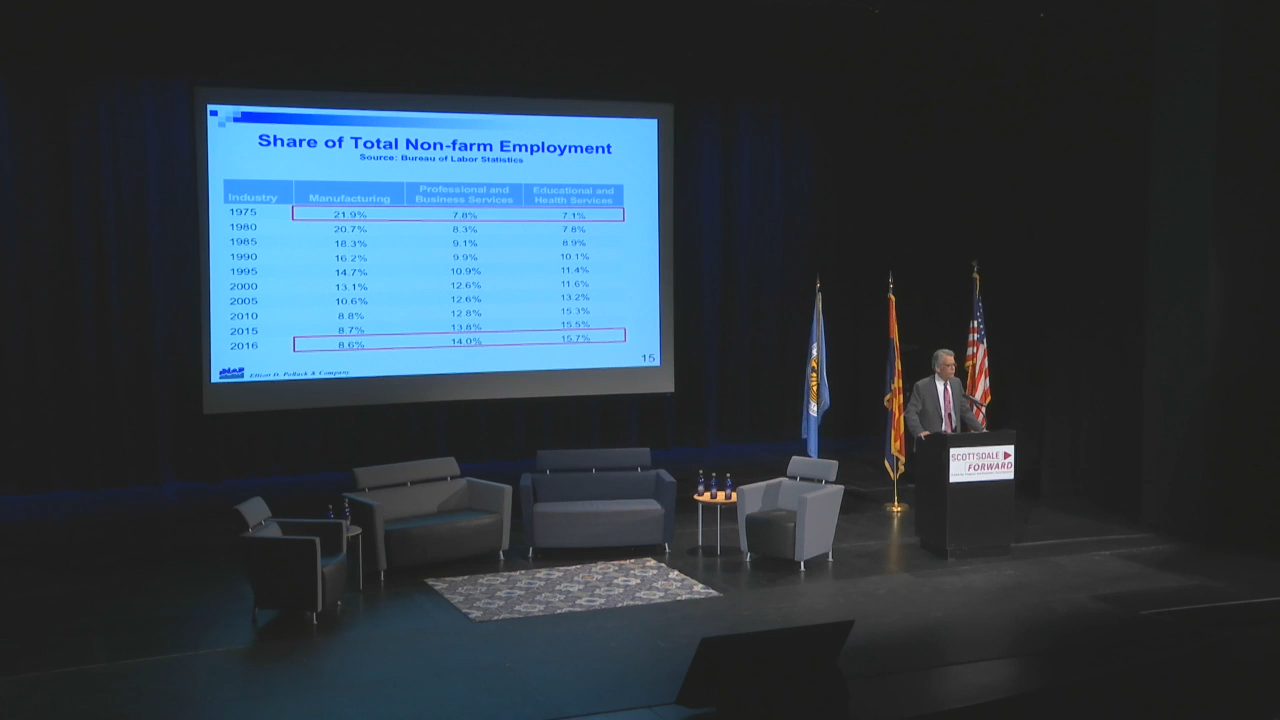 Share of Total Non-farm Employment
Source: Bureau of Labor Statistics
Industry Manufacturing Professional and Business Services Educational and Health Services
1975 21.9% 7.8% 7.1%
1980 20.7% 8.3% 7.8%
1985 18.3% 9.1% 8.9%
1990 16.2% 9.9% 10.1%
1995 14.7% 10.9% 11.4%
2000 13.1% 12.6% 11.6%
2005 10.6% 12.6% 13.2%
2010 8.8% 12.8% 15.3%
2015 8.7% 13.8% 15.5%
2016 8.6% 14.0% 15.7%
15
Elliott D. Pollack & Company
SCOTTSDALE
FORWARD